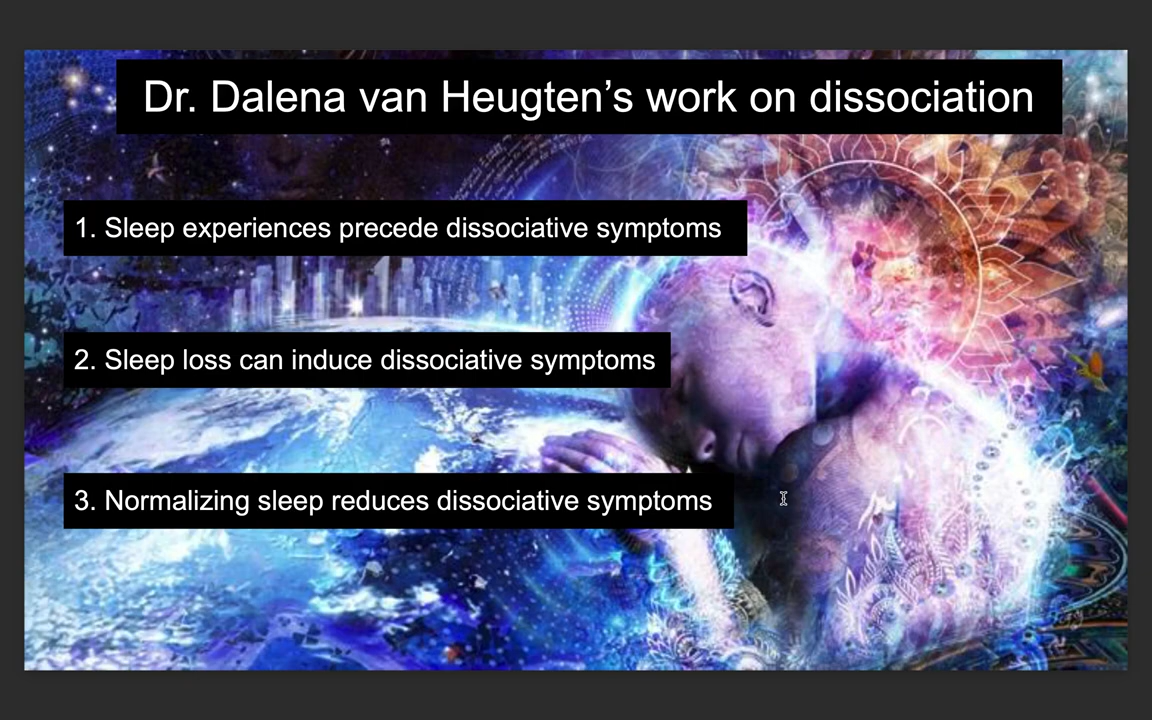 Dr. Dalena van Heugten’s work on dissociation
1. Sleep experiences precede dissociative symptoms
2. Sleep loss can induce dissociative symptoms
3. Normalizing sleep reduces dissociative symptoms